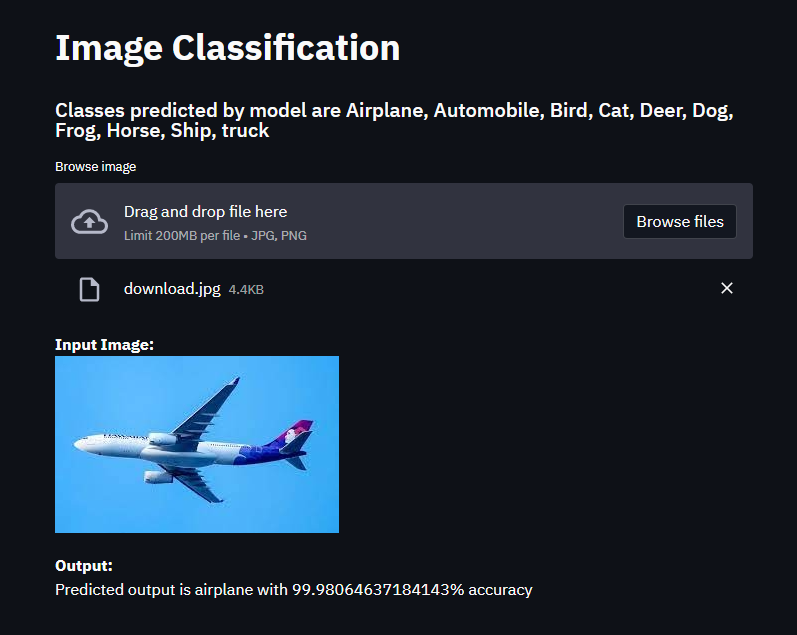 Image Classification
Classes predicted by model are Airplane, Automobile, Bird, Cat, Deer, Dog,
Frog, Horse, Ship, truck
Browse image
Drag and drop file here
Limit 200MB per file • JPG, PNG
Browse files
download.jpg 4.4KB
Input Image:
Output:
Predicted output is airplane with 99.98064637184143% accuracy